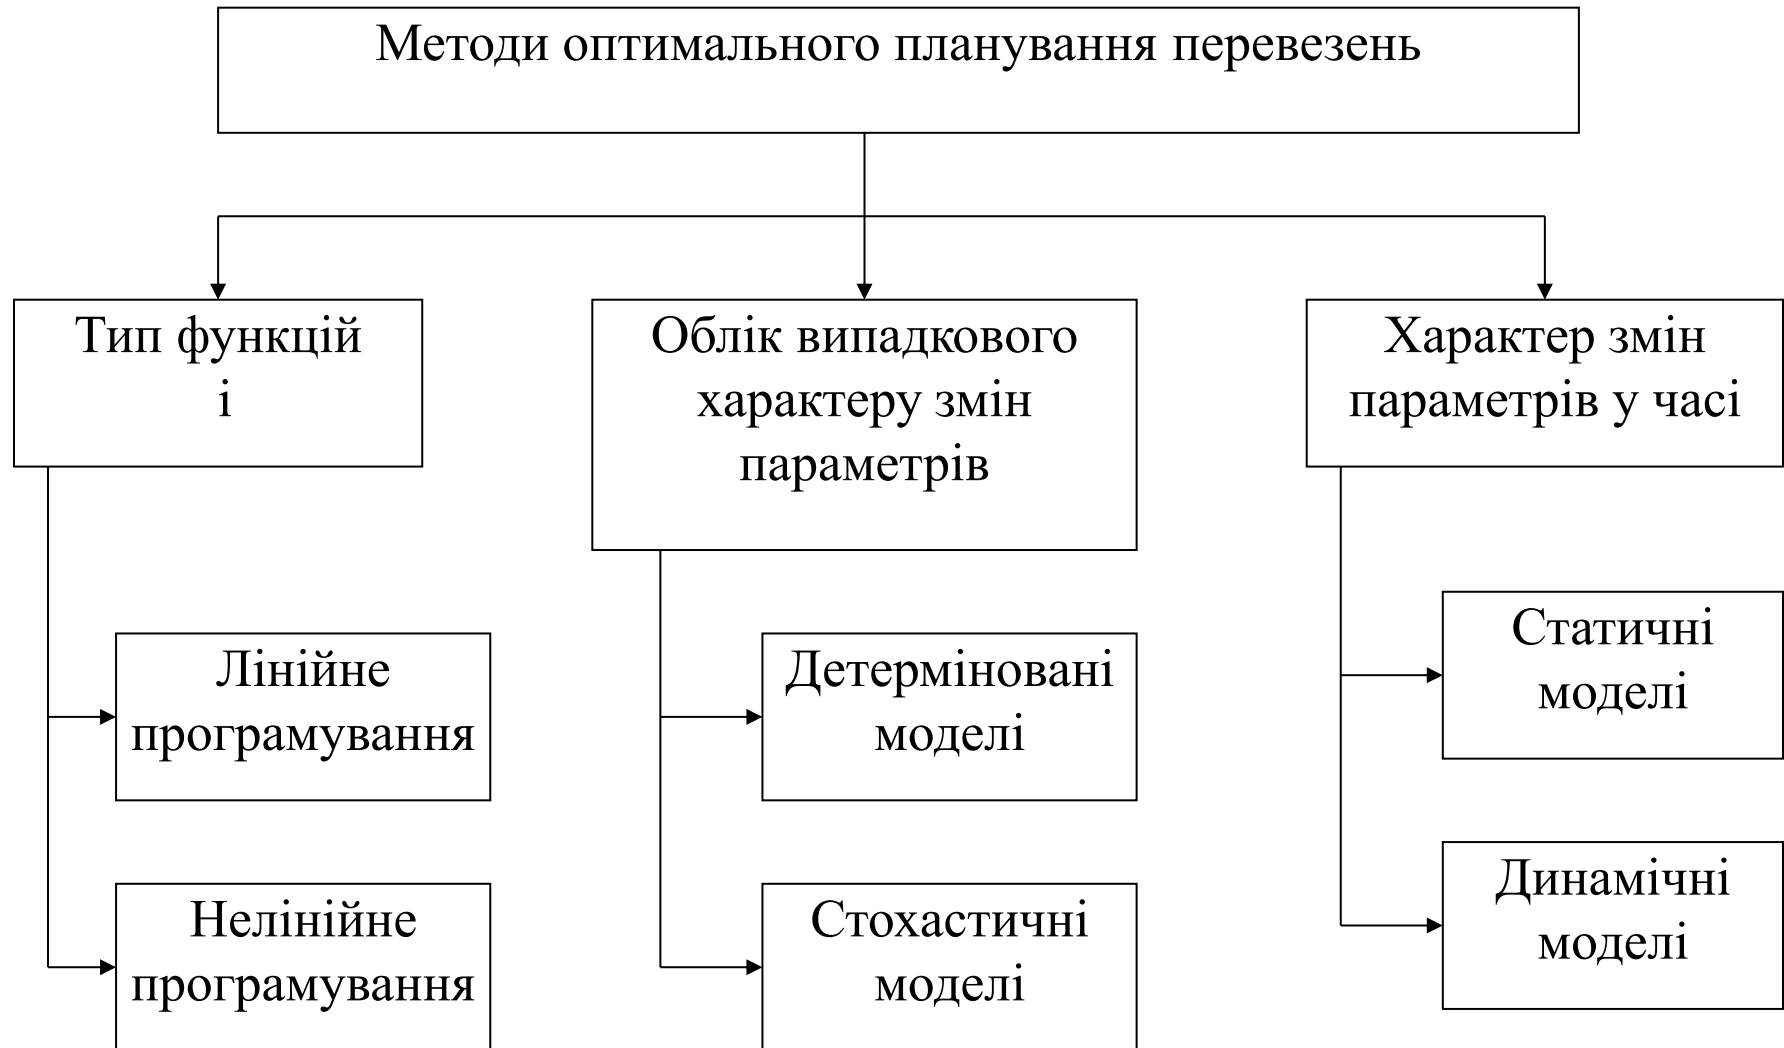 Методи оптимального планування перевезень
Тип функцій
і
Облік випадкового
характеру змін
параметрів
Характер змін
параметрів у часі
Лінійне
програмування
Нелінійне
програмування
Детерміновані
моделі
Стохастичні
моделі
Статичні
моделі
Динамічні
моделі